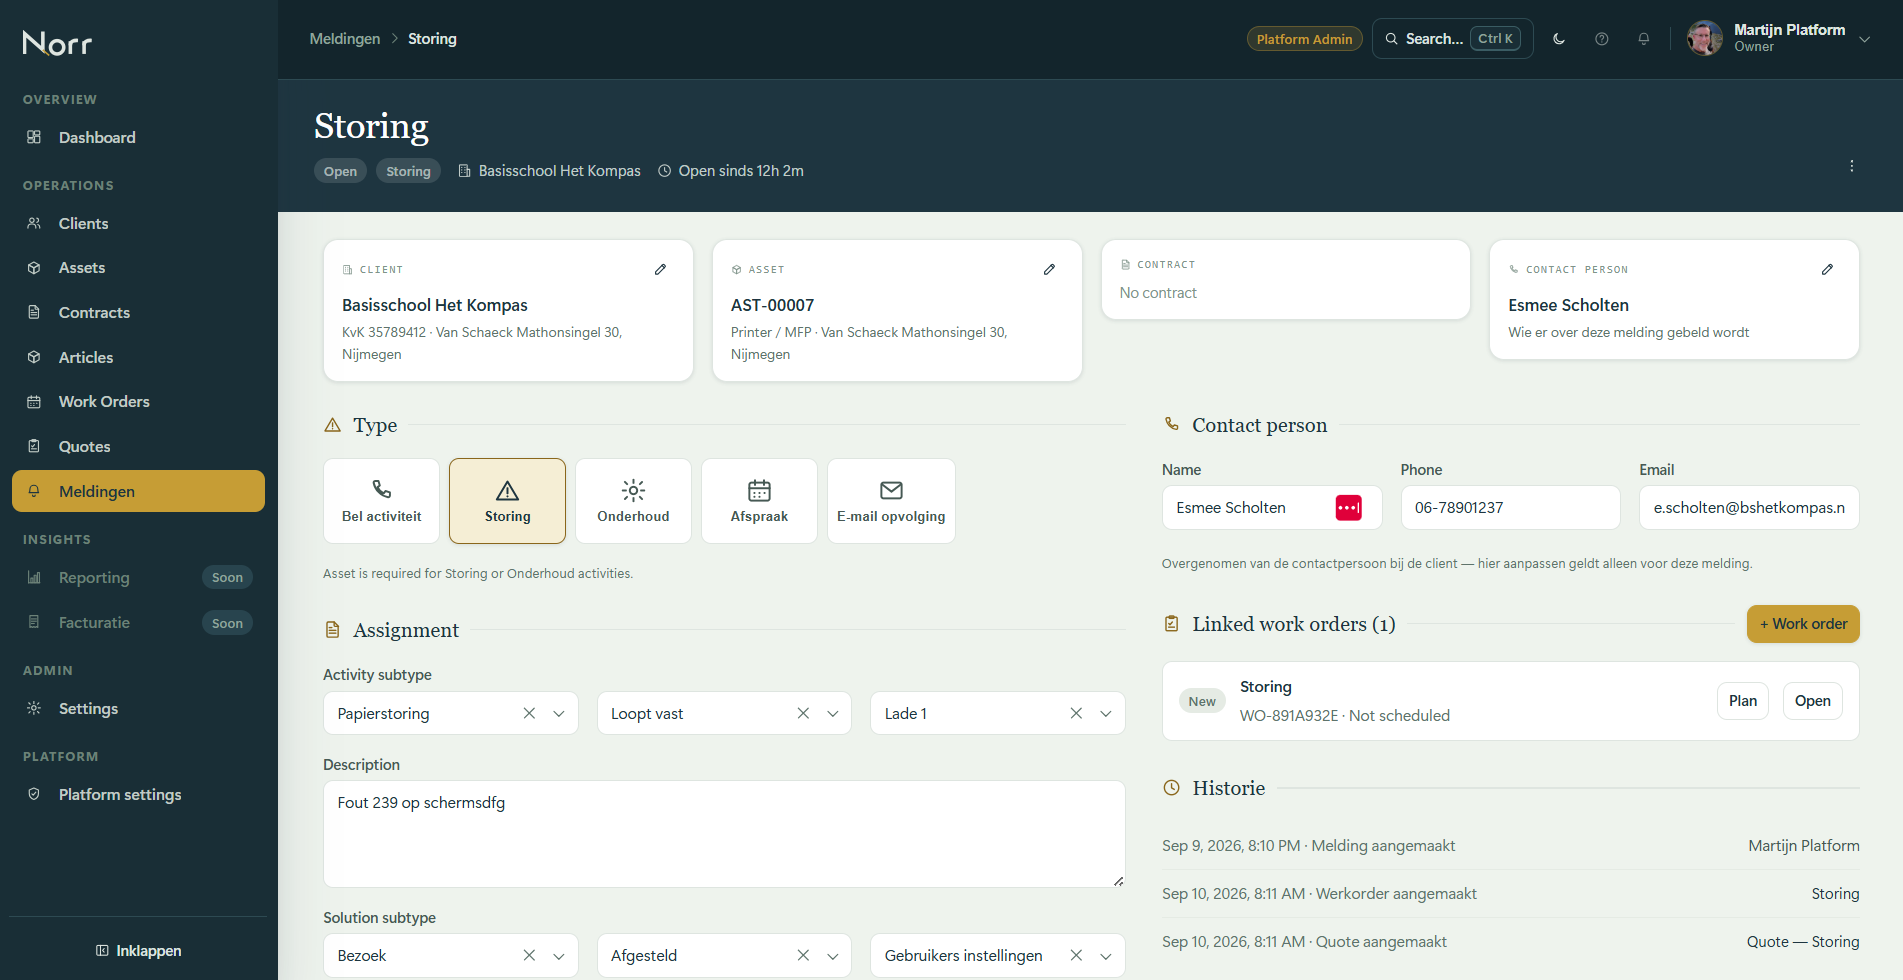 Norr
OVERVIEW
Dashboard
OPERATIONS
Clients
Assets
Contracts
Articles
Work Orders
Quotes
Meldingen
INSIGHTS
Reporting Soon
Facturatie Soon
ADMIN
Settings
PLATFORM
Platform settings
Inklappen
Meldingen > Storing
Platform Admin
Search... Ctrl K
Martijn Platform
Owner
Storing
Open Storing Basisschool Het Kompas Open sinds 12h 2m
CLIENT
Basisschool Het Kompas
KvK 35789412 · Van Schaeck Mathonsingel 30,
Nijmegen
ASSET
AST-00007
Printer / MFP · Van Schaeck Mathonsingel 30,
Nijmegen
CONTRACT
No contract
CONTACT PERSON
Esmee Scholten
Wie er over deze melding gebeld wordt
Type
Bel activiteit
Storing
Onderhoud
Afspraak
E-mail opvolging
Asset is required for Storing or Onderhoud activities.
Assignment
Activity subtype
Papierstoring
Loopt vast
Lade 1
Description
Fout 239 op schermsdfg
Solution subtype
Bezoek
Afgesteld
Gebruikers instellingen
Contact person
Name Phone Email
Esmee Scholten 06-78901237 e.scholten@bshetkompas.n
Overgenomen van de contactpersoon bij de client — hier aanpassen geldt alleen voor deze melding.
Linked work orders (1)
+ Work order
New
Storing
WO-891A932E · Not scheduled
Plan
Open
Historie
Sep 9, 2026, 8:10 PM · Melding aangemaakt Martijn Platform
Sep 10, 2026, 8:11 AM · Werkorder aangemaakt Storing
Sep 10, 2026, 8:11 AM · Quote aangemaakt Quote — Storing